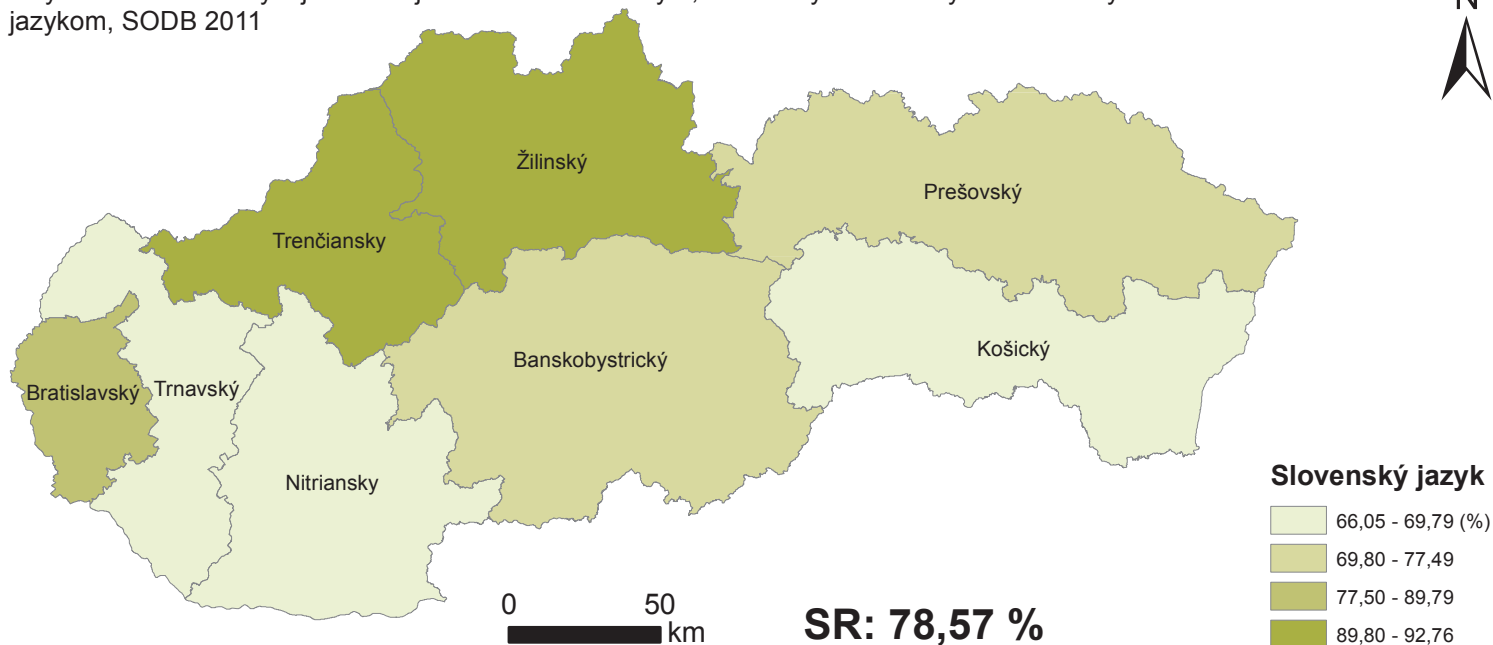 jazykom, SODB 2011
N
Žilinský
Prešovský
Trenčiansky
Košický
Banskobystrický
Bratislavský
Trnavský
Nitriansky
Slovenský jazyk
66,05 - 69,79 (%)
69,80 - 77,49
77,50 - 89,79
89,80 - 92,76
0 50
km
SR: 78,57 %